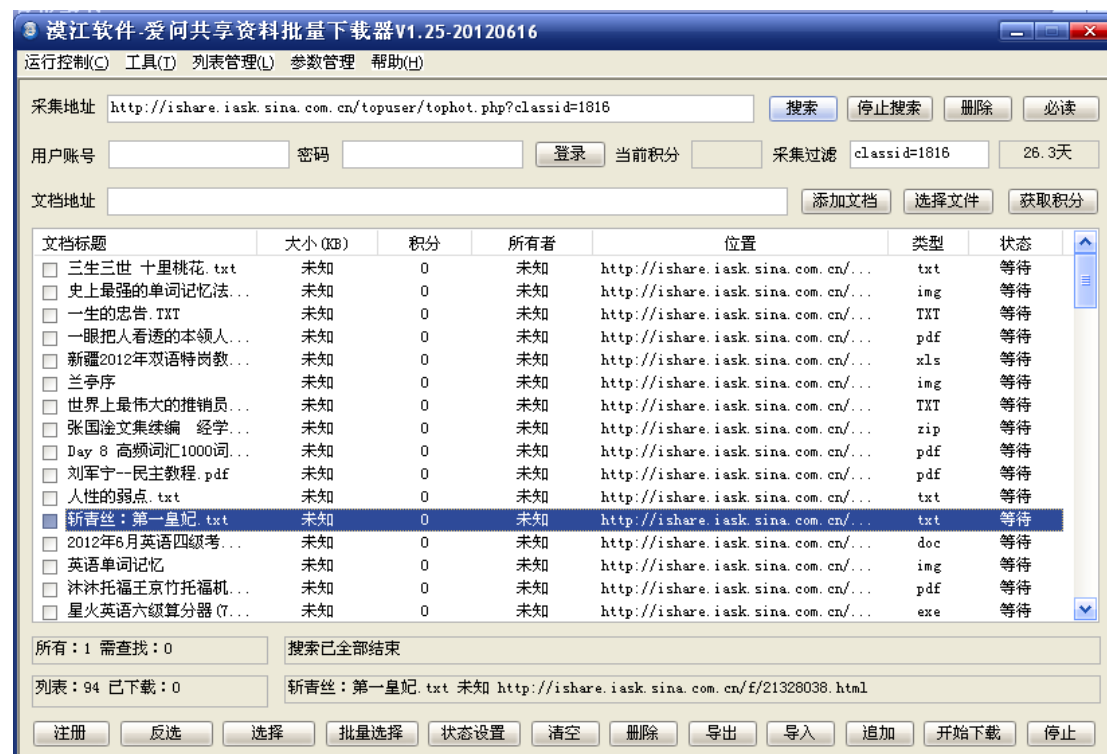 漠江软件-爱问共享资料批量下载器V1.25-20120616
运行控制(C) 工具(T) 列表管理(L) 参数管理 帮助(H)
采集地址 http://ishare.iask.sina.com.cn/topuser/tophot.php?classid=1816 搜索 停止搜索 删除 必读
用户账号 密码 登录 当前积分 采集过滤 classid=1816 26.3天
文档地址 添加文档 选择文件 获取积分
文档标题 大小(KB) 积分 所有者 位置 类型 状态
三生三世 十里桃花.txt 未知 0 未知 http://ishare.iask.sina.com.cn/... txt 等待
史上最强的单词记忆法... 未知 0 未知 http://ishare.iask.sina.com.cn/... img 等待
一生的忠告.TXT 未知 0 未知 http://ishare.iask.sina.com.cn/... TXT 等待
一眼把人看透的本领人... 未知 0 未知 http://ishare.iask.sina.com.cn/... pdf 等待
新疆2012年双语特岗教... 未知 0 未知 http://ishare.iask.sina.com.cn/... xls 等待
兰亭序 未知 0 未知 http://ishare.iask.sina.com.cn/... img 等待
世界上最伟大的推销员... 未知 0 未知 http://ishare.iask.sina.com.cn/... TXT 等待
张国淦文集续编 经学... 未知 0 未知 http://ishare.iask.sina.com.cn/... zip 等待
Day 8 高频词汇1000词... 未知 0 未知 http://ishare.iask.sina.com.cn/... pdf 等待
刘军宁--民主教程.pdf 未知 0 未知 http://ishare.iask.sina.com.cn/... pdf 等待
人性的弱点.txt 未知 0 未知 http://ishare.iask.sina.com.cn/... txt 等待
斩青丝：第一皇妃.txt 未知 0 未知 http://ishare.iask.sina.com.cn/... txt 等待
2012年6月英语四级考... 未知 0 未知 http://ishare.iask.sina.com.cn/... doc 等待
英语单词记忆 未知 0 未知 http://ishare.iask.sina.com.cn/... img 等待
沐沐托福王京竹托福机... 未知 0 未知 http://ishare.iask.sina.com.cn/... pdf 等待
星火英语六级算分器(7... 未知 0 未知 http://ishare.iask.sina.com.cn/... exe 等待
所有：1 需查找：0 搜索已全部结束
列表：94 已下载：0 斩青丝：第一皇妃.txt 未知 http://ishare.iask.sina.com.cn/f/21328038.html
注册 反选 选择 批量选择 状态设置 清空 删除 导出 导入 追加 开始下载 停止